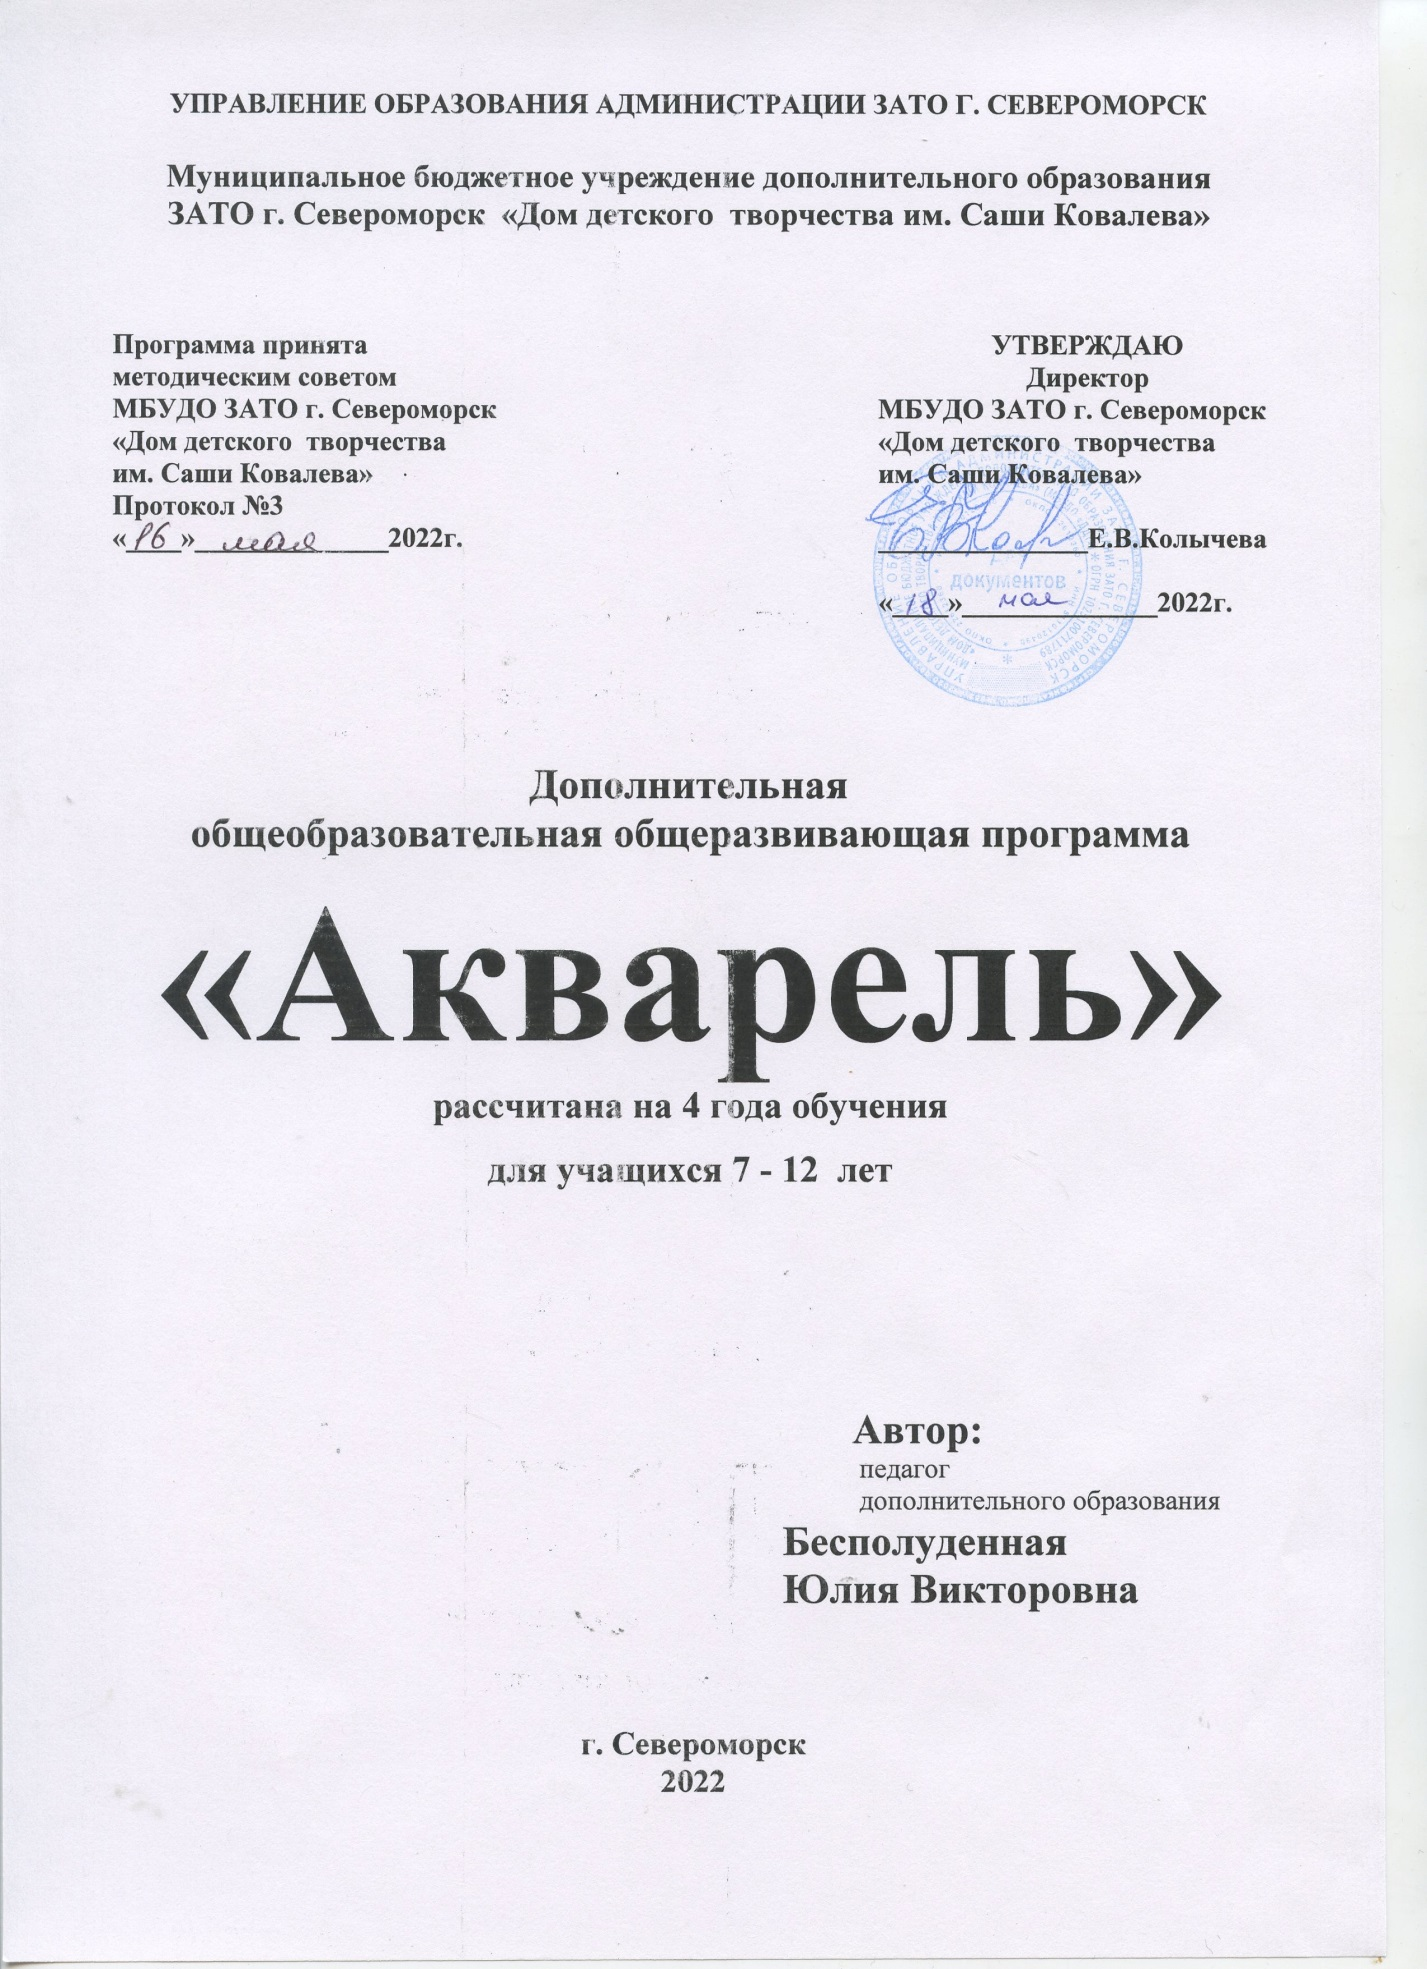 УПРАВЛЕНИЕ ОБРАЗОВАНИЯ АДМИНИСТРАЦИИ ЗАТО Г. СЕВЕРОМОРСК
Муниципальное бюджетное учреждение дополнительного образования
ЗАТО г. Североморск «Дом детского творчества им. Саши Ковалева»
Программа принята
методическим советом
МБУДО ЗАТО г. Североморск
«Дом детского творчества
им. Саши Ковалева»
Протокол №3
«16» мая 2022г.
УТВЕРЖДАЮ
Директор
МБУДО ЗАТО г. Североморск
«Дом детского творчества
им. Саши Ковалева»
Е.В.Колычева
документов
«18» мая 2022г.
Дополнительная
общеобразовательная общеразвивающая программа
«Акварель»
рассчитана на 4 года обучения
для учащихся 7 - 12 лет
Автор:
педагог
дополнительного образования
Бесполуденная
Юлия Викторовна
г. Североморск
2022